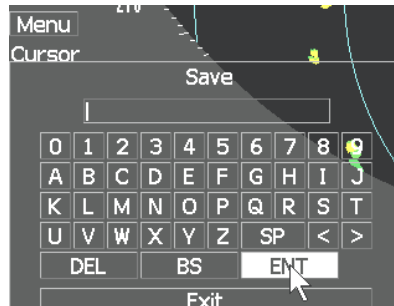 Menu
Cursor
Save
0 1 2 3 4 5 6 7 8 9
A B C D E F G H I J
K L M N O P Q R S T
U V W X Y Z SP < >
DEL BS ENT
Exit